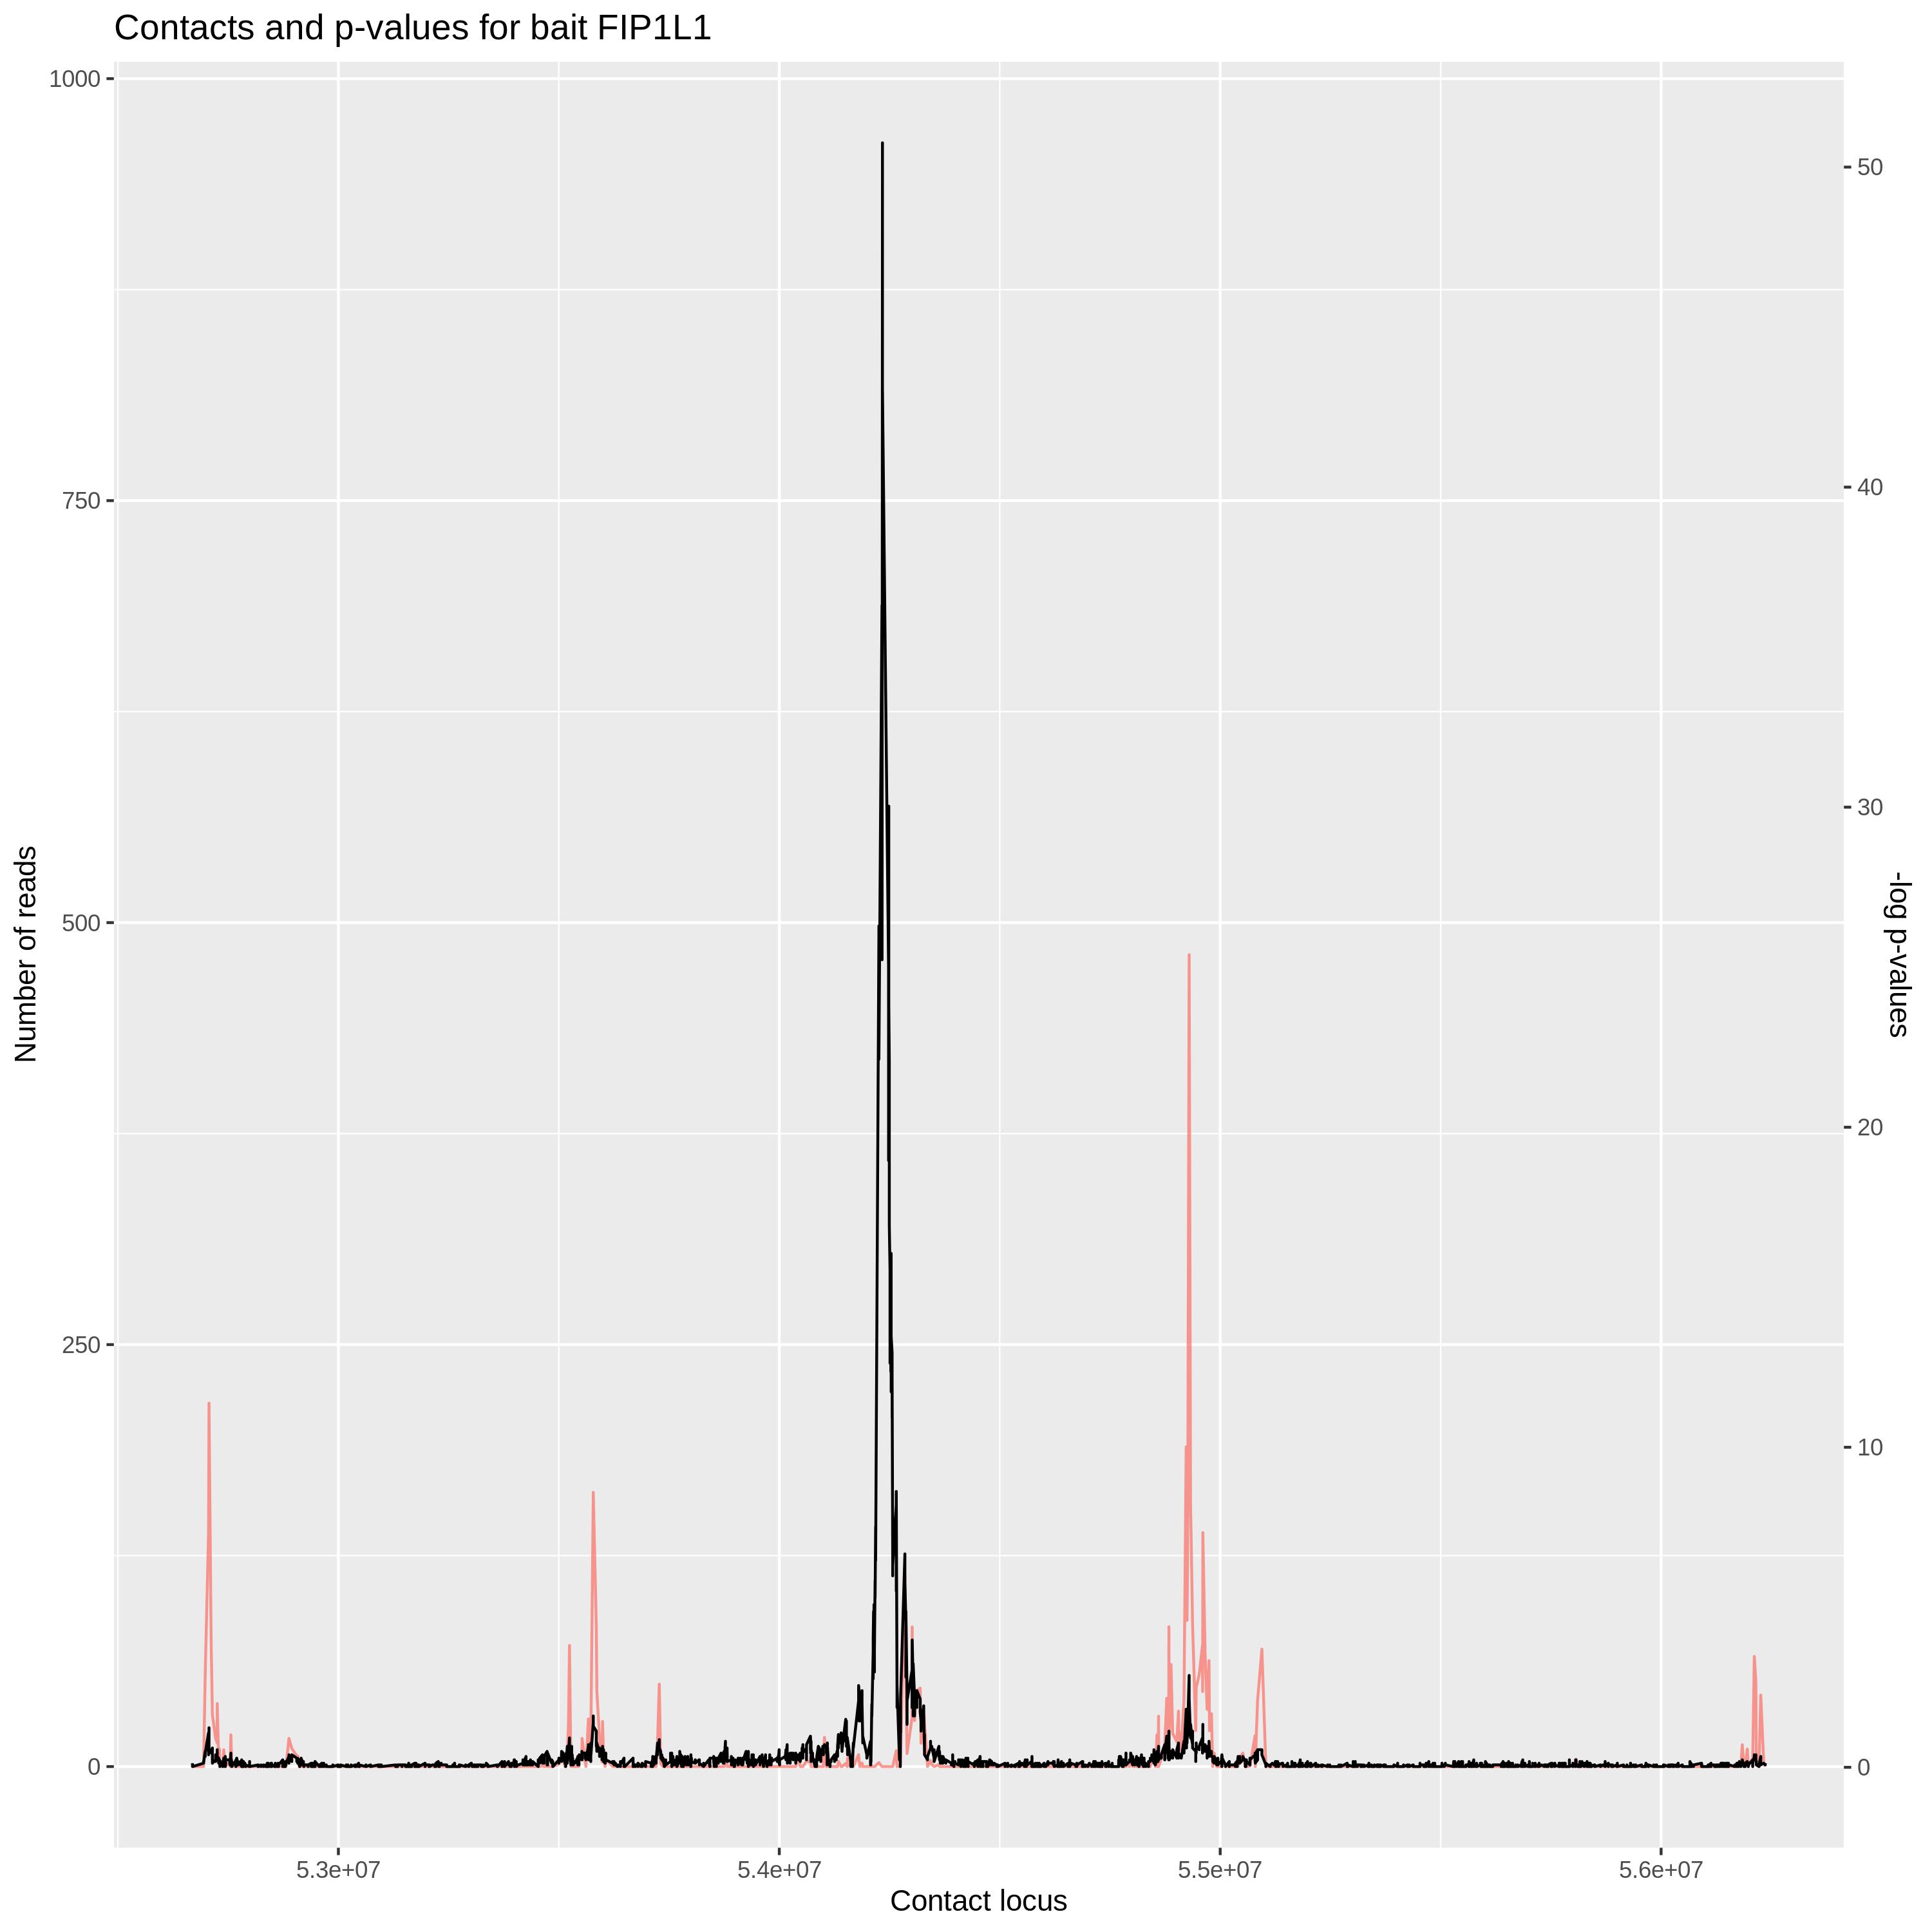 Contacts and p-values for bait FIP1L1
1000
750
500
250
0
Number of reads
50
40
30
20
10
0
-log p-values
5.3e+07
5.4e+07
5.5e+07
5.6e+07
Contact locus